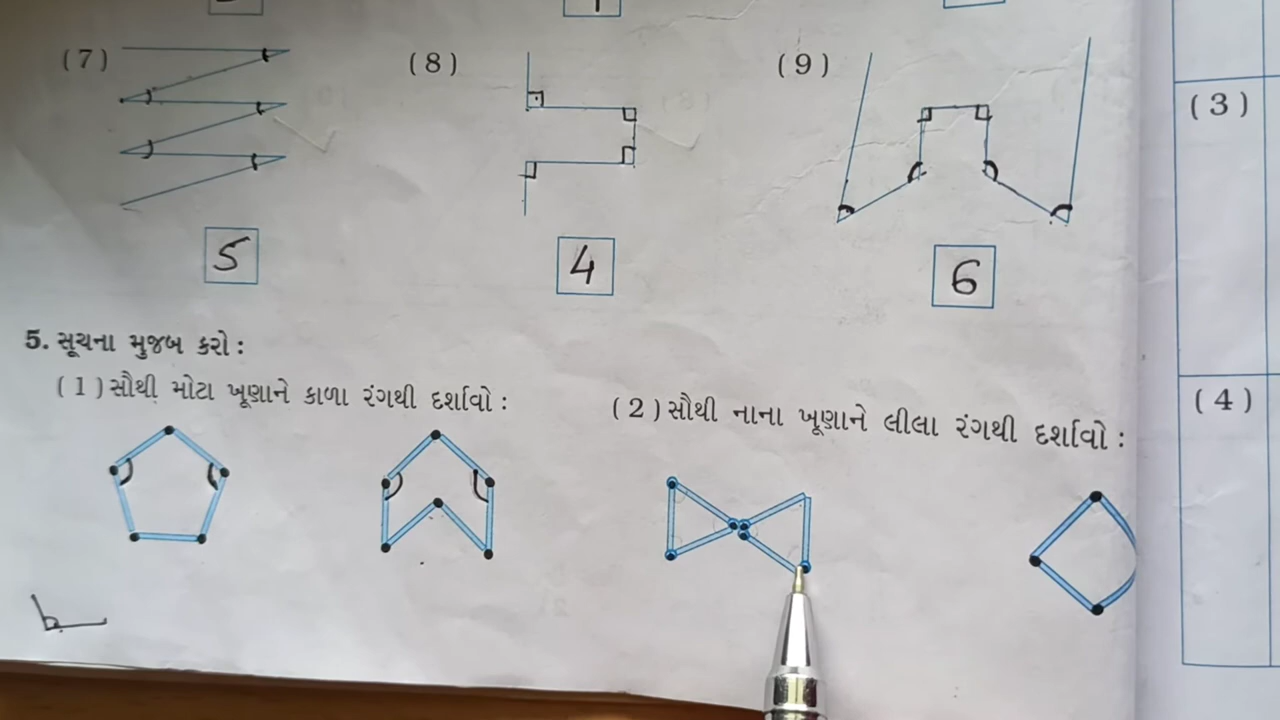 (7)
(8)
(9)
(3)
5
4
6
5. સૂચના મુજબ કરો :
(1) સૌથી મોટા ખૂણાને કાળા રંગથી દર્શાવો :
(2) સૌથી નાના ખૂણાને લીલા રંગથી દર્શાવો :
(4)